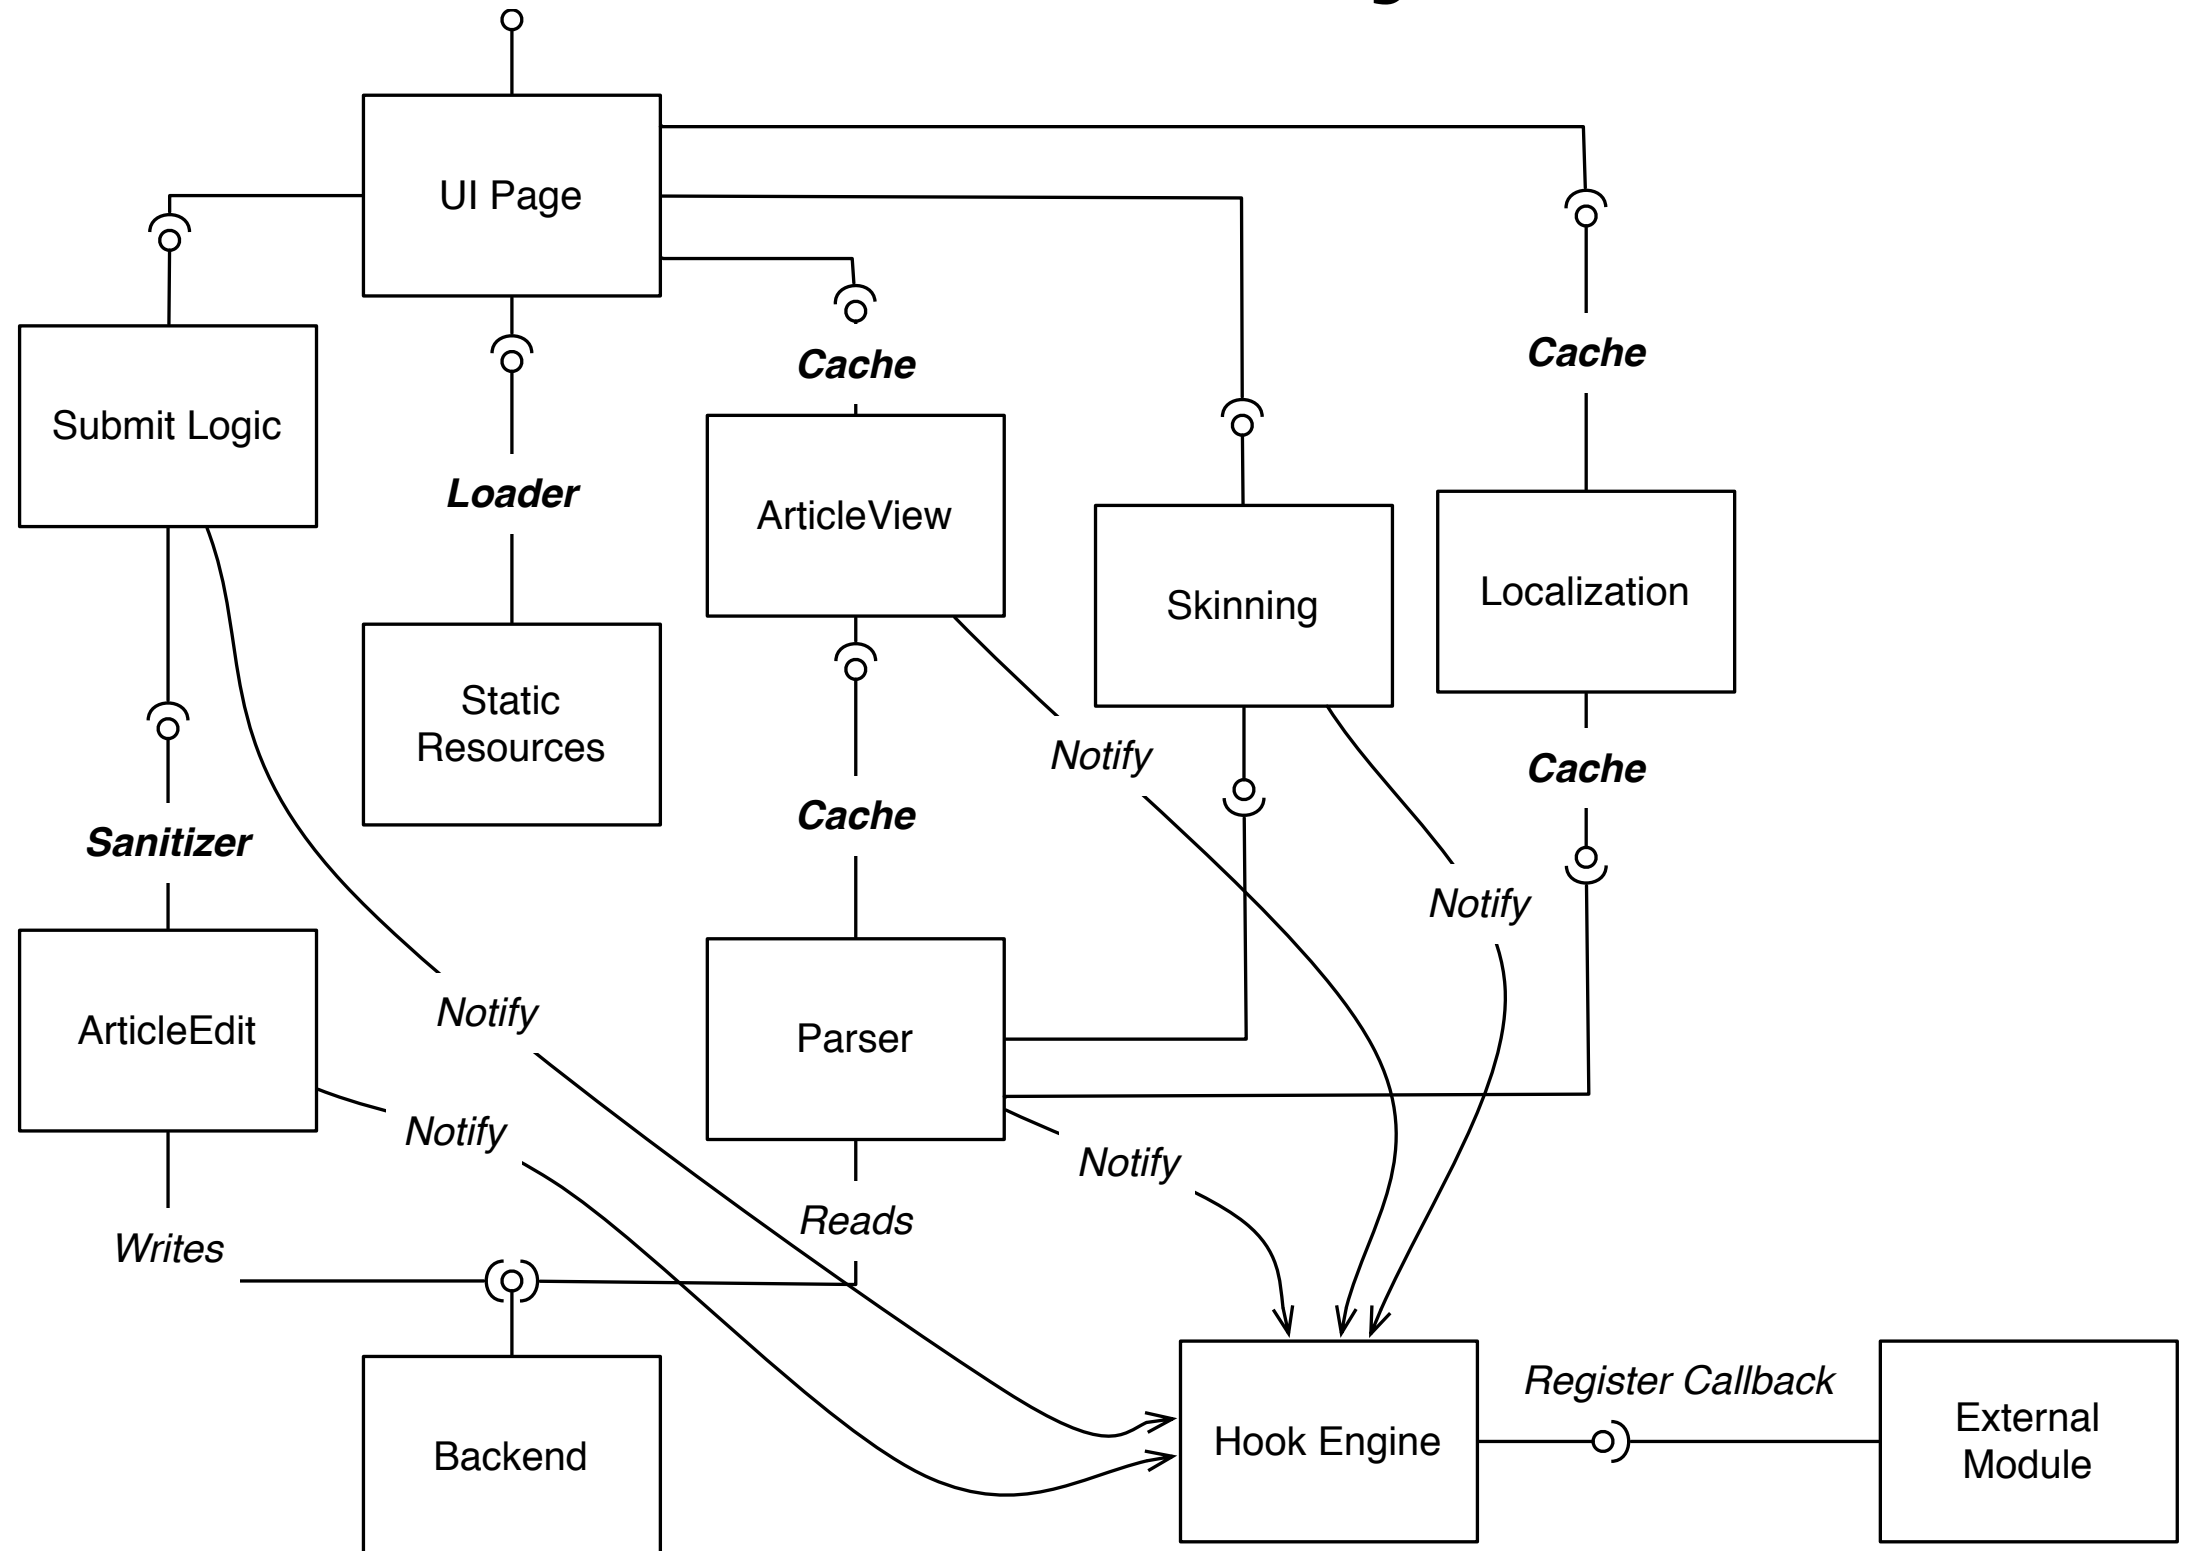 UI Page
Cache
Cache
Submit Logic
Loader
ArticleView
Skinning
Localization
Static
Resources
Notify
Cache
Cache
Sanitizer
Notify
Notify
ArticleEdit
Parser
Notify
Notify
Reads
Writes
Register Callback
Backend
Hook Engine
External
Module